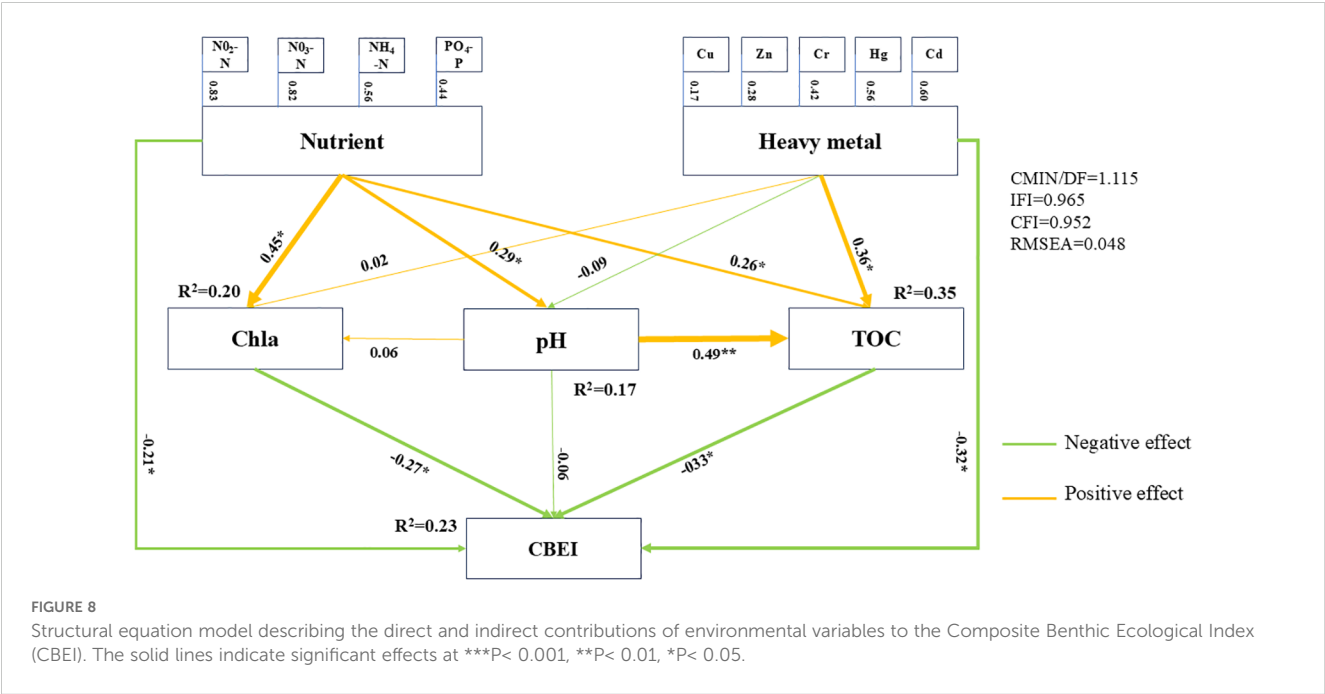 N0₂-
N
N0₃-
N
NH₄
-N
PO₄-
P
Cu
Zn
Cr
Hg
Cd
0.83
0.82
0.56
0.44
0.17
0.28
0.42
0.56
0.60
Nutrient
Heavy metal
CMIN/DF=1.115
IFI=0.965
CFI=0.952
RMSEA=0.048
0.45*
0.02
0.29*
-0.09
0.26*
0.36*
R²=0.20
R²=0.35
Chla
pH
TOC
0.06
0.49**
R²=0.17
-0.21*
-0.27*
-0.06
-033*
-0.32*
Negative effect
Positive effect
R²=0.23
CBEI
FIGURE 8
Structural equation model describing the direct and indirect contributions of environmental variables to the Composite Benthic Ecological Index
(CBEI). The solid lines indicate significant effects at ***P< 0.001, **P< 0.01, *P< 0.05.